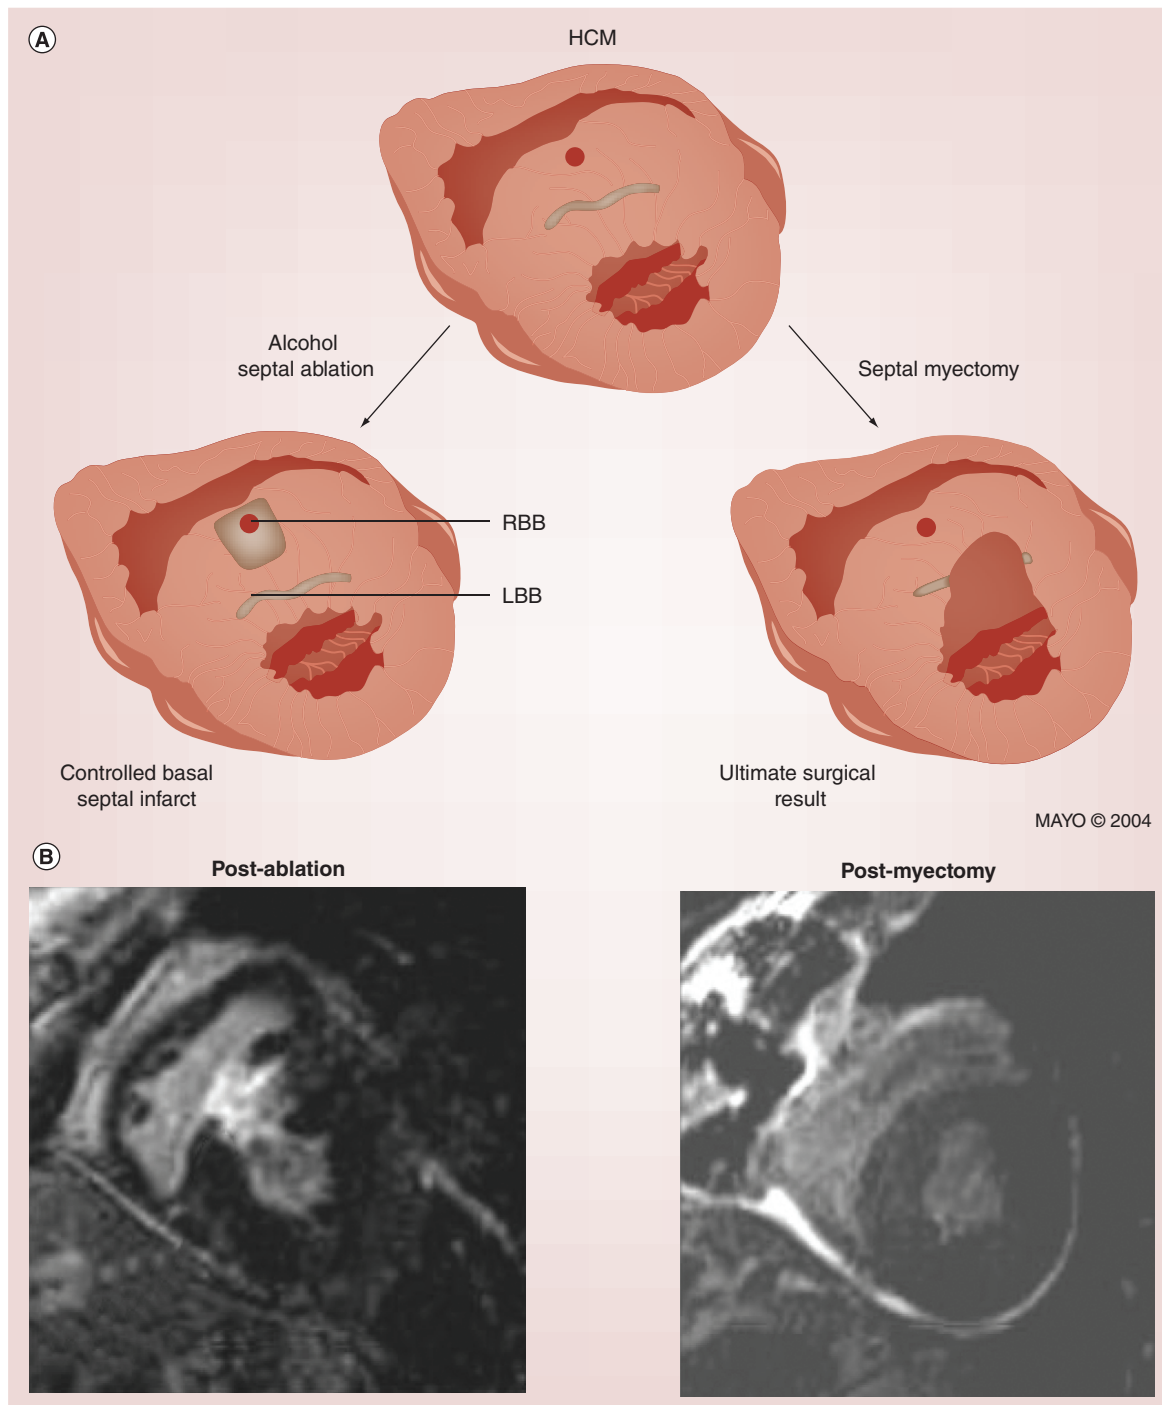 A
HCM
Alcohol
septal ablation
Septal myectomy
RBB
LBB
Controlled basal
septal infarct
Ultimate surgical
result
MAYO © 2004
B
Post-ablation
Post-myectomy